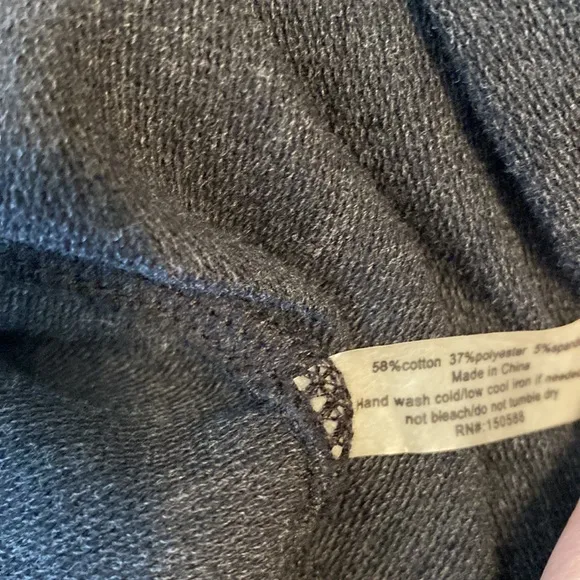 58%cotton 37%polyester 5%spand
Made in China
Hand wash cold/low cool iron if needed
not bleach/do not tumble dry
RN#:150588